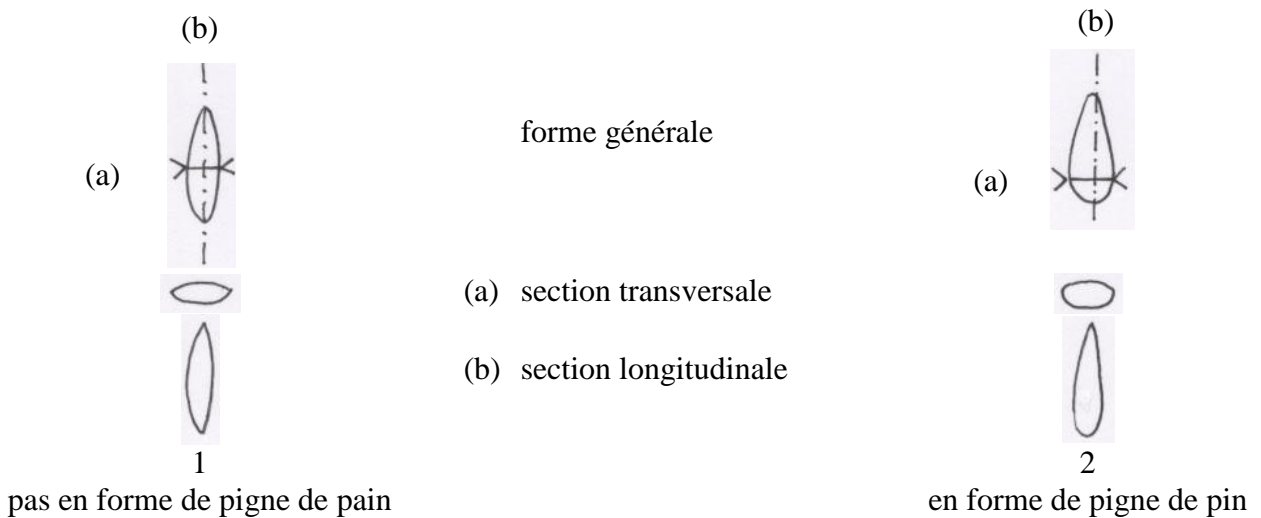 (b) (b)
forme générale
(a) (a)
(a) section transversale
(b) section longitudinale
1 2
pas en forme de pigne de pain en forme de pigne de pin